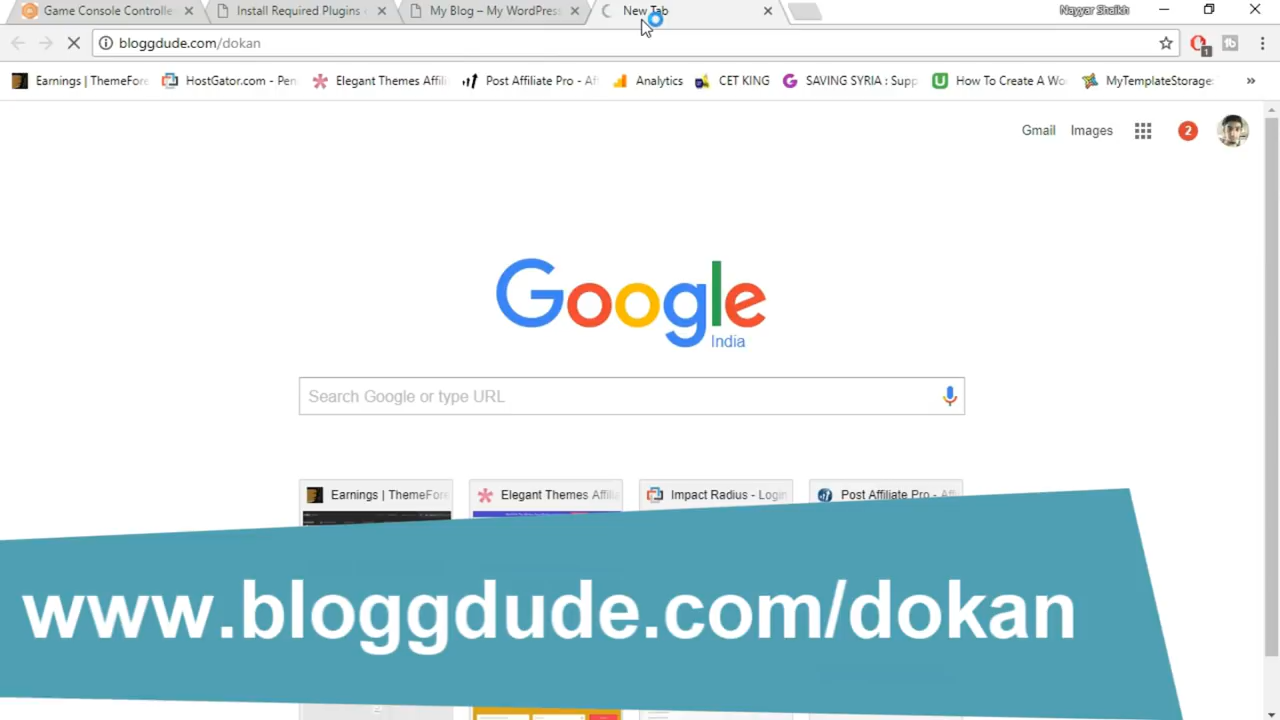 Game Console Controlle
Install Required Plugins
My Blog – My WordPres
New Tab
Nayyar Shaikh
bloggdude.com/dokan
1
Earnings | ThemeFore
HostGator.com - Pen
Elegant Themes Affili
Post Affiliate Pro - Af
Analytics
CET KING
SAVING SYRIA : Supp
How To Create A Wo
MyTemplateStorage
»
Gmail
Images
2
Google
India
Search Google or type URL
Earnings | ThemeFore
Elegant Themes Affili
Impact Radius - Login
Post Affiliate Pro - Af
www.bloggdude.com/dokan